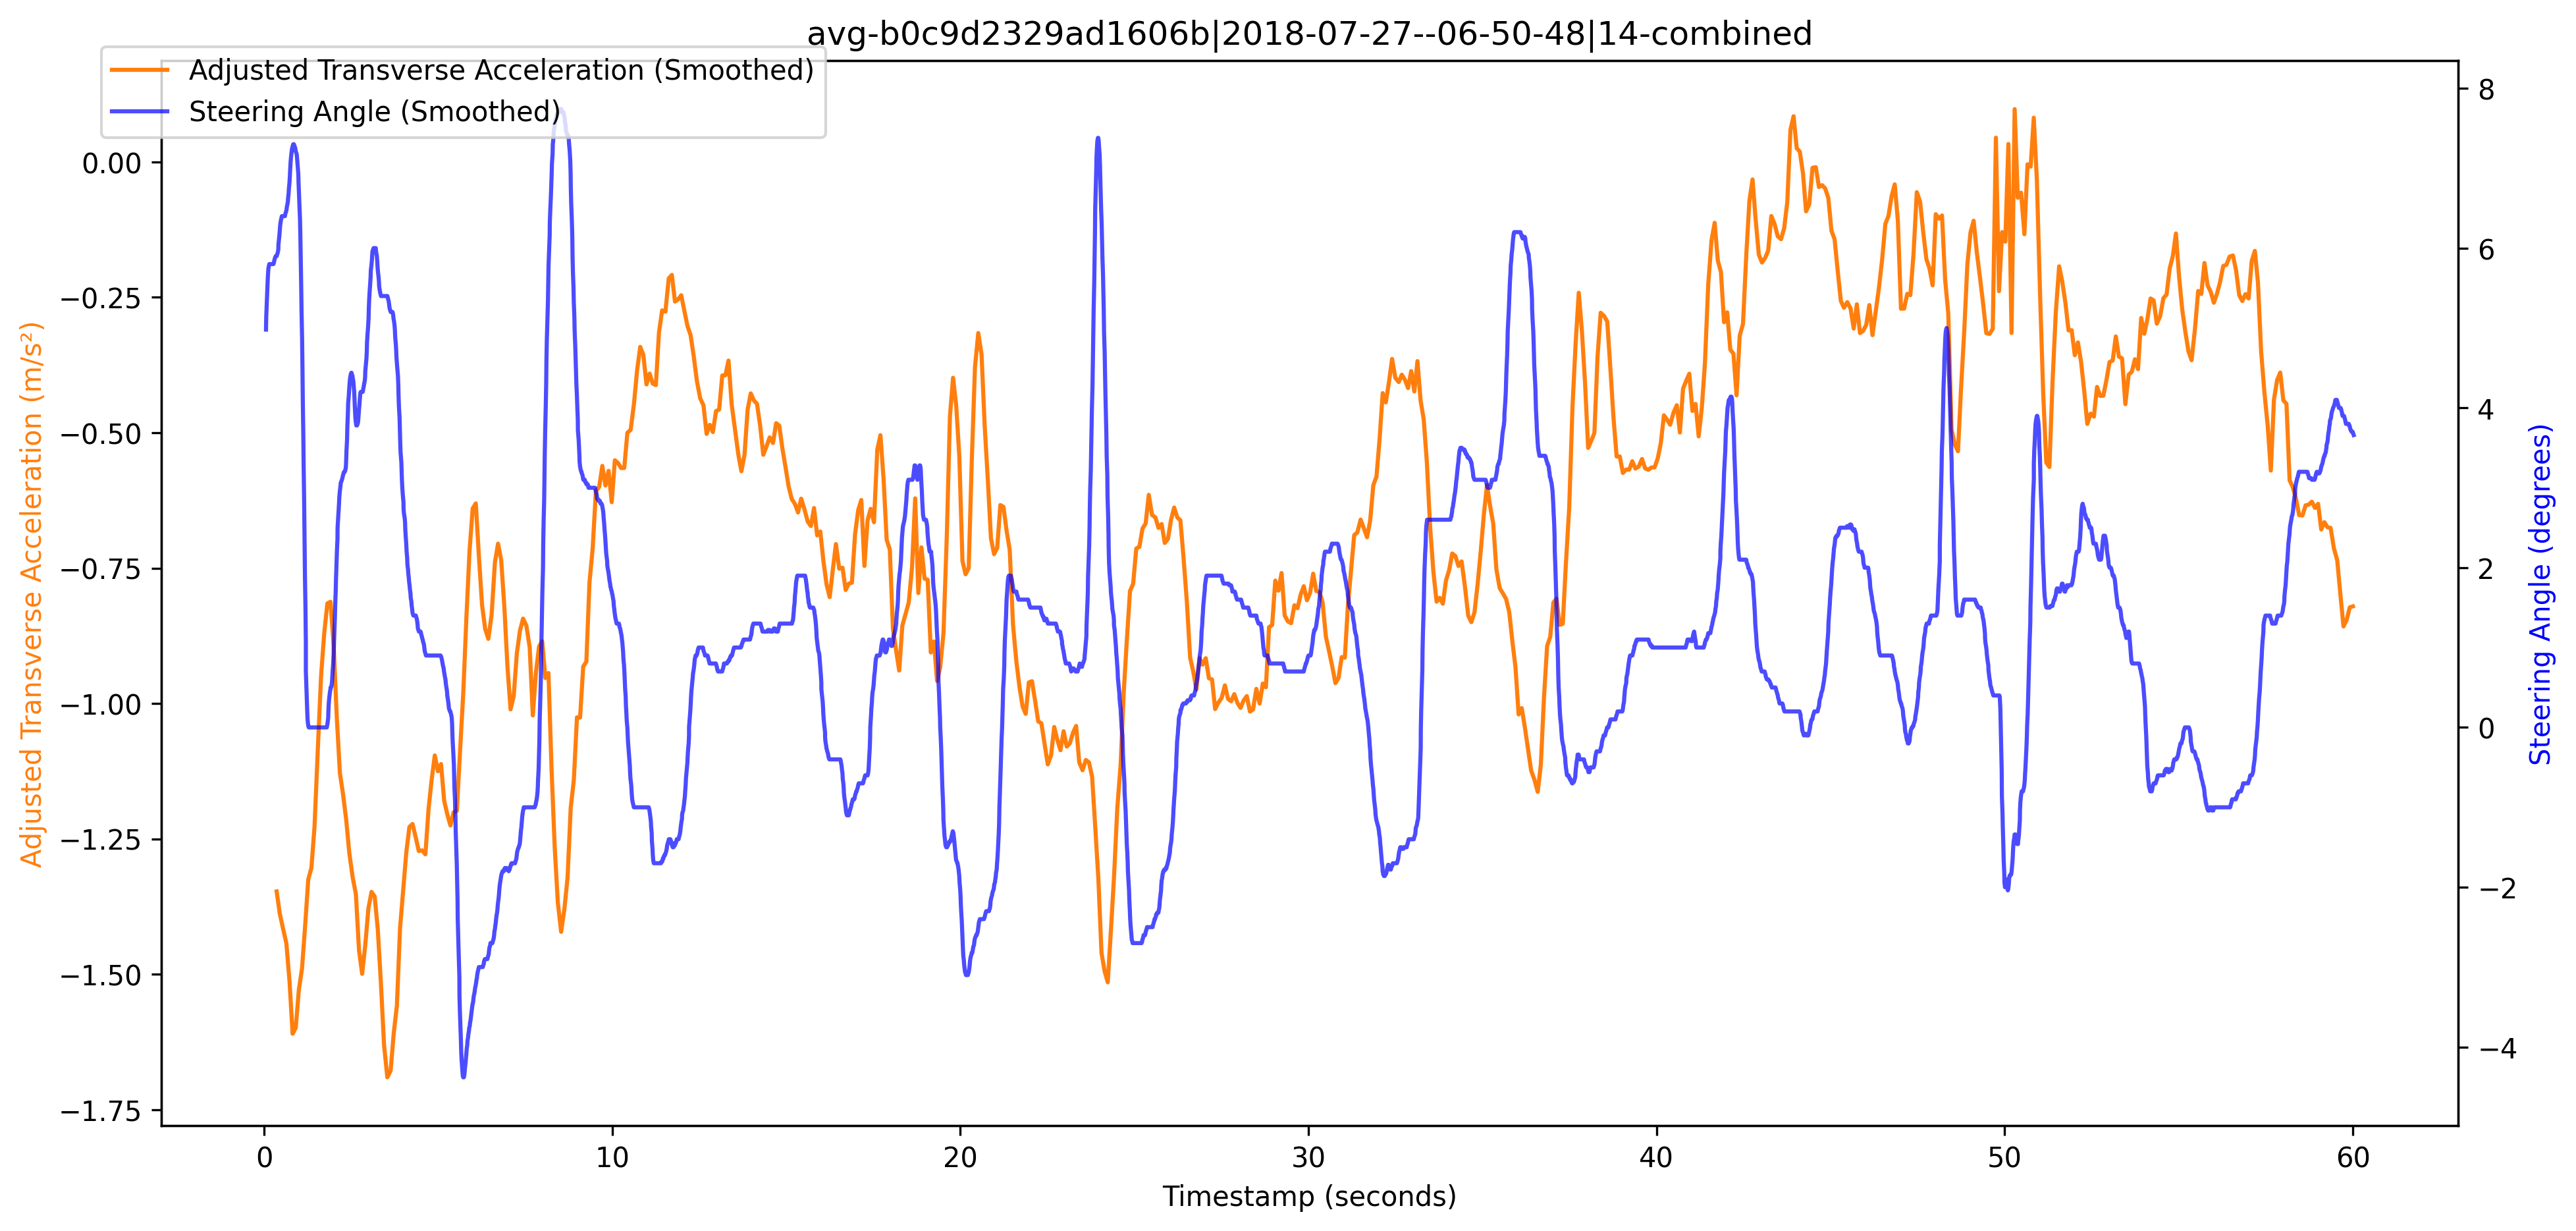 avg-b0c9d2329ad1606b|2018-07-27--06-50-48|14-combined
Adjusted Transverse Acceleration (Smoothed)
Steering Angle (Smoothed)
Adjusted Transverse Acceleration (m/s²)
0.00
−0.25
−0.50
−0.75
−1.00
−1.25
−1.50
−1.75
8
6
4
2
0
−2
−4
Steering Angle (degrees)
0 10 20 30 40 50 60
Timestamp (seconds)